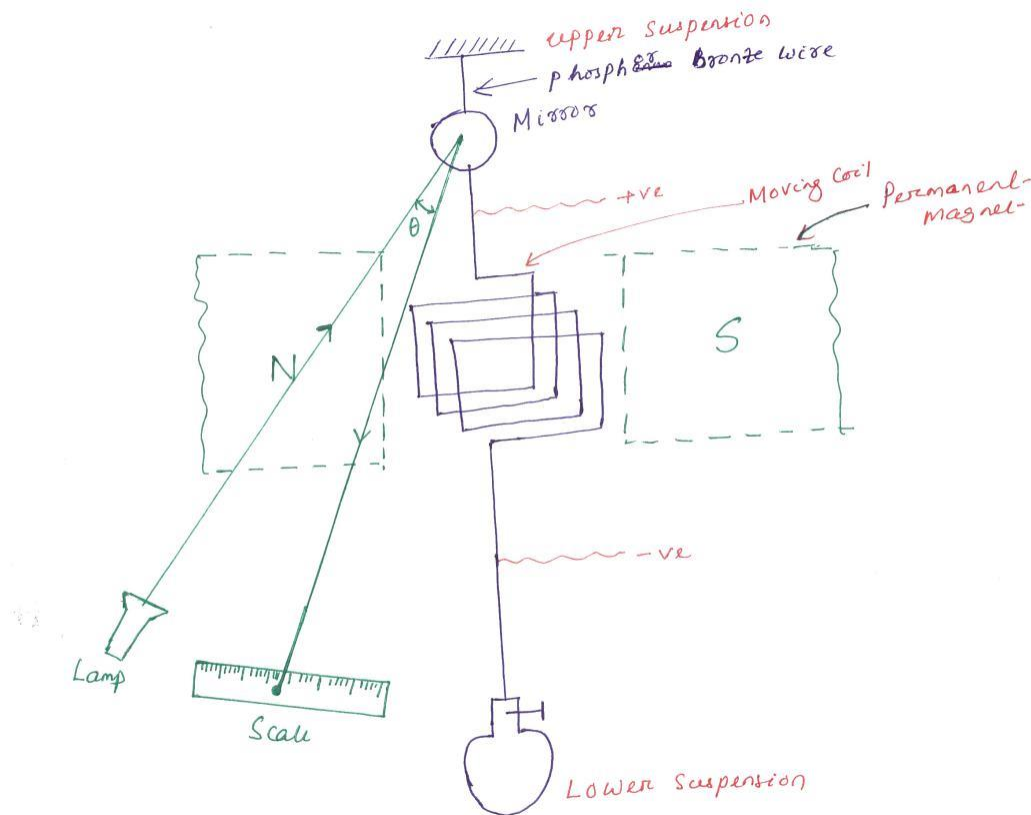 upper suspension
phosphor Bronze wire
Mirror
+ve
Moving Coil
Permanent-
magnet-
θ
N
S
-ve
Lamp
Scale
Lower suspension